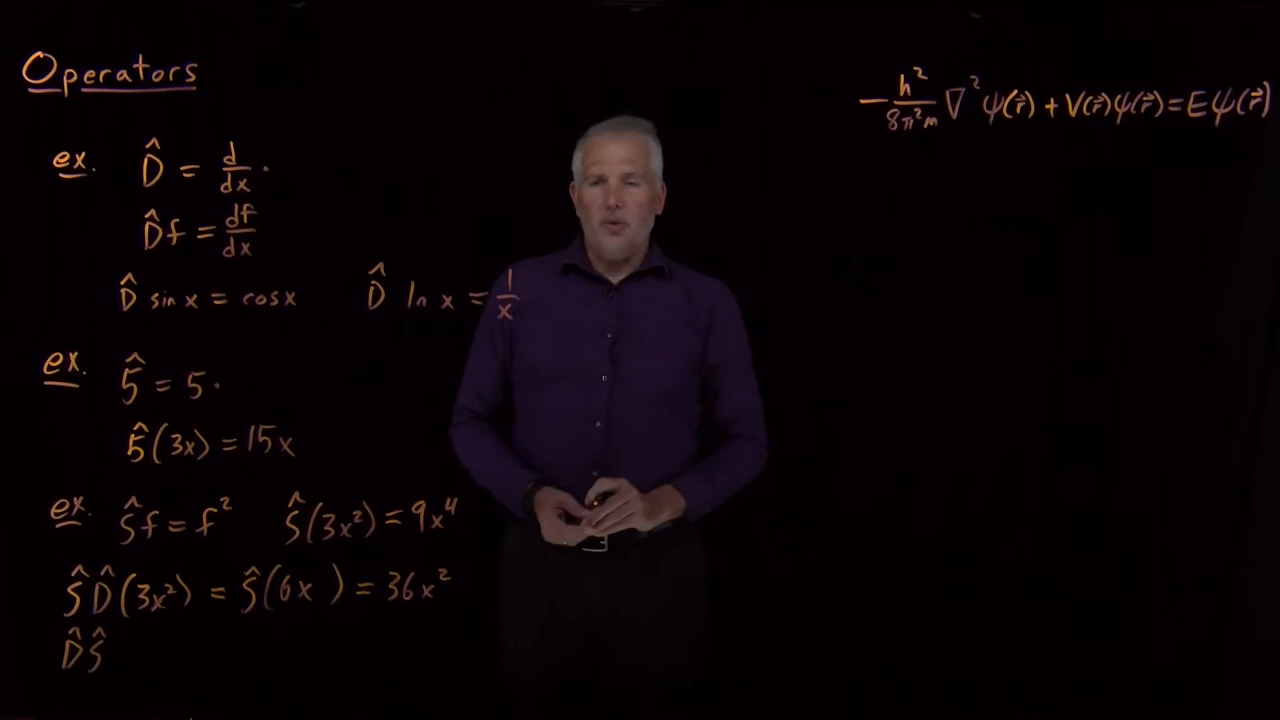 Operators
-h²/8π²m ∇²ψ(r⃗) + V(r⃗)ψ(r⃗) = Eψ(r⃗)
ex. D̂ = d/dx ·
D̂f = df/dx
D̂ sin x = cos x D̂ ln x = 1/x
ex. 5̂ = 5 ·
5̂(3x) = 15x
ex. Ŝf = f² Ŝ(3x²) = 9x⁴
ŜD̂(3x²) = Ŝ(6x ) = 36x²
D̂Ŝ